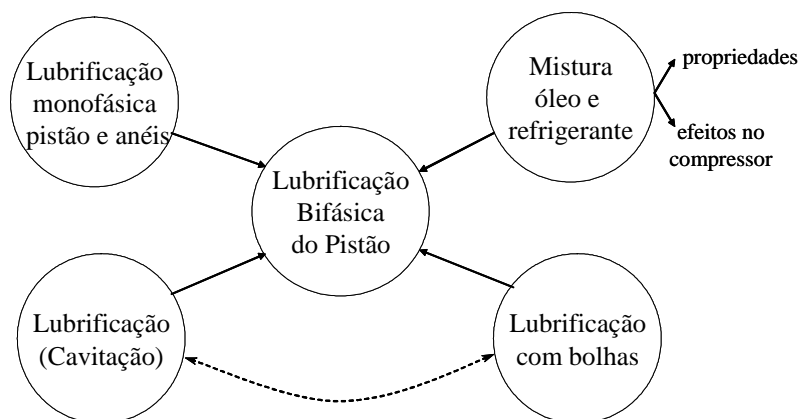 Lubrificação
monofásica
pistão e anéis
Mistura
óleo e
refrigerante
propriedades
efeitos no
compressor
Lubrificação
Bifásica
do Pistão
Lubrificação
(Cavitação)
Lubrificação
com bolhas